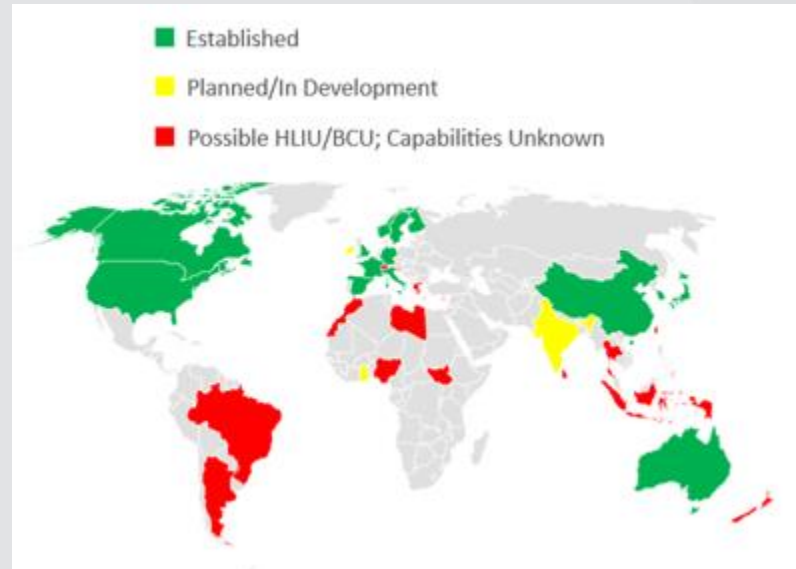 Established
Planned/In Development
Possible HLIU/BCU; Capabilities Unknown